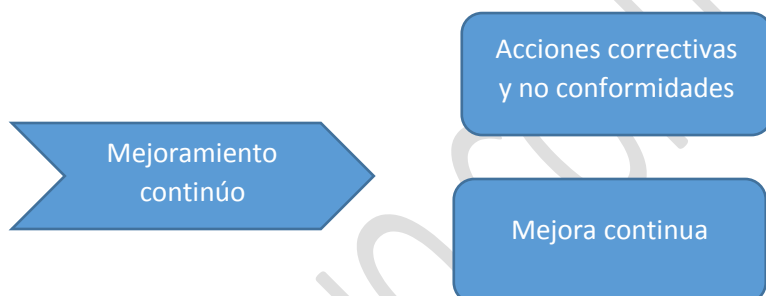 Acciones correctivas
y no conformidades
Mejoramiento
continúo
Mejora continua